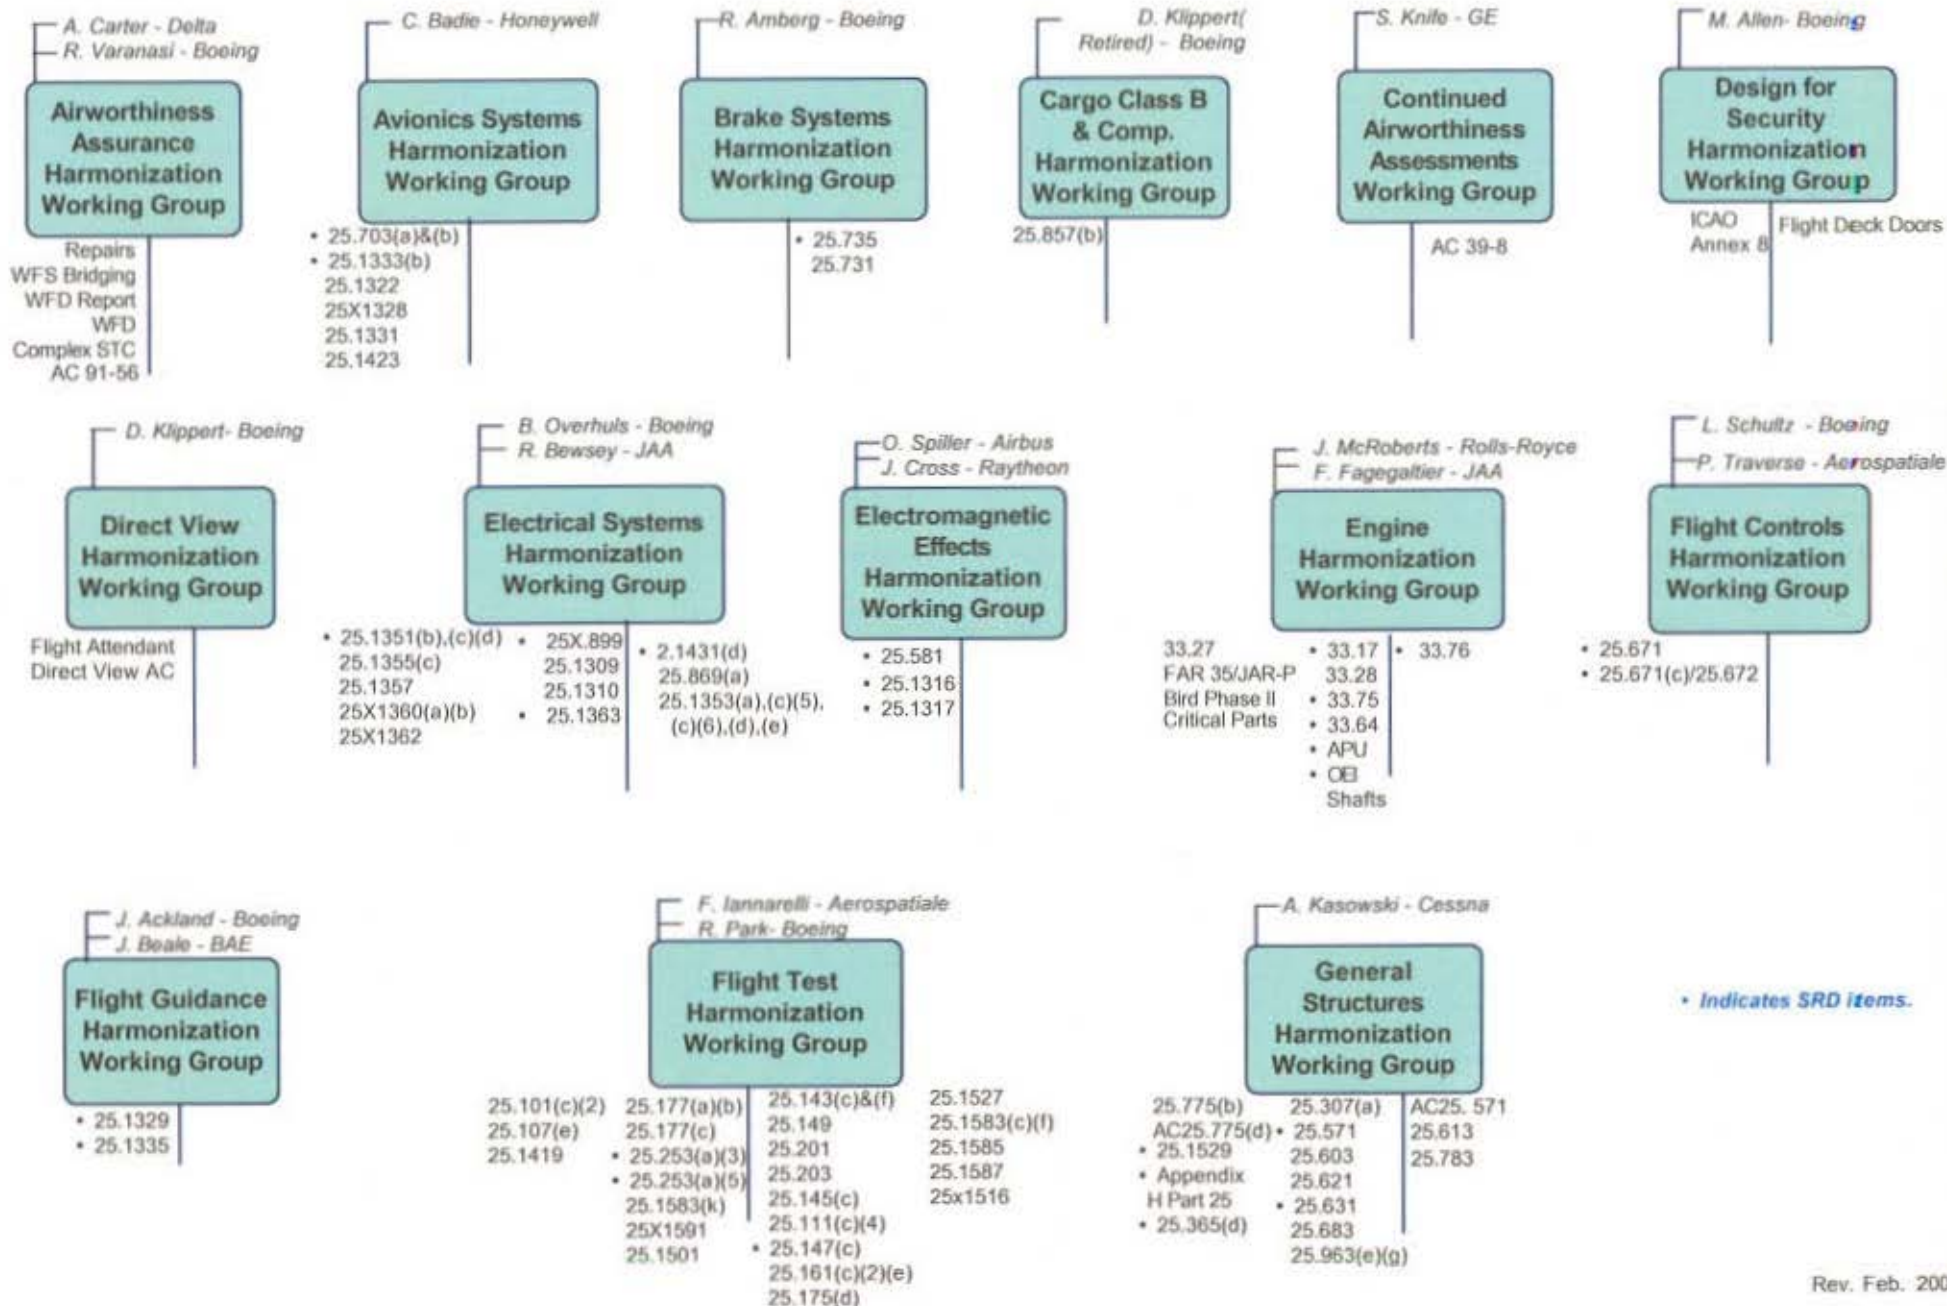 A. Carter - Delta
R. Varanasi - Boeing
Airworthiness
Assurance
Harmonization
Working Group
Repairs
WFS Bridging
WFD Report
WFD
Complex STC
AC 91-56
C. Badie - Honeywell
Avionics Systems
Harmonization
Working Group
• 25.703(a)&(b)
• 25.1333(b)
25.1322
25X1328
25.1331
25.1423
R. Amberg - Boeing
Brake Systems
Harmonization
Working Group
• 25.735
25.731
D. Klippert(
Retired) - Boeing
Cargo Class B
& Comp.
Harmonization
Working Group
25.857(b)
S. Knife - GE
Continued
Airworthiness
Assessments
Working Group
AC 39-8
M. Allen- Boeing
Design for
Security
Harmonization
Working Group
ICAO
Annex 8
Flight Deck Doors
D. Klippert- Boeing
Direct View
Harmonization
Working Group
Flight Attendant
Direct View AC
B. Overhuls - Boeing
R. Bewsey - JAA
Electrical Systems
Harmonization
Working Group
• 25.1351(b),(c)(d)
25.1355(c)
25.1357
25X1360(a)(b)
25X1362
• 25X.899
25.1309
25.1310
• 25.1363
• 2.1431(d)
25.869(a)
25.1353(a),(c)(5),
(c)(6),(d),(e)
O. Spiller - Airbus
J. Cross - Raytheon
Electromagnetic
Effects
Harmonization
Working Group
• 25.581
• 25.1316
• 25.1317
J. McRoberts - Rolls-Royce
F. Fagegaltier - JAA
Engine
Harmonization
Working Group
33.27
FAR 35/JAR-P
Bird Phase II
Critical Parts
• 33.17
33.28
• 33.75
• 33.64
• APU
• OEI
Shafts
• 33.76
L. Schultz - Boeing
P. Traverse - Aerospatiale
Flight Controls
Harmonization
Working Group
• 25.671
• 25.671(c)/25.672
J. Ackland - Boeing
J. Beale - BAE
Flight Guidance
Harmonization
Working Group
• 25.1329
• 25.1335
F. Iannarelli - Aerospatiale
R. Park- Boeing
Flight Test
Harmonization
Working Group
25.101(c)(2)
25.107(e)
25.1419
25.177(a)(b)
25.177(c)
• 25.253(a)(3)
• 25.253(a)(5)
25.1583(k)
25X1591
25.1501
25.143(c)&(f)
25.149
25.201
25.203
25.145(c)
25.111(c)(4)
• 25.147(c)
25.161(c)(2)(e)
25.175(d)
25.1527
25.1583(c)(f)
25.1585
25.1587
25x1516
A. Kasowski - Cessna
General
Structures
Harmonization
Working Group
25.775(b)
AC25.775(d)
• 25.1529
• Appendix
H Part 25
• 25.365(d)
25.307(a)
• 25.571
25.603
25.621
• 25.631
25.683
25.963(e)(g)
AC25. 571
25.613
25.783
• Indicates SRD items.
Rev. Feb. 200